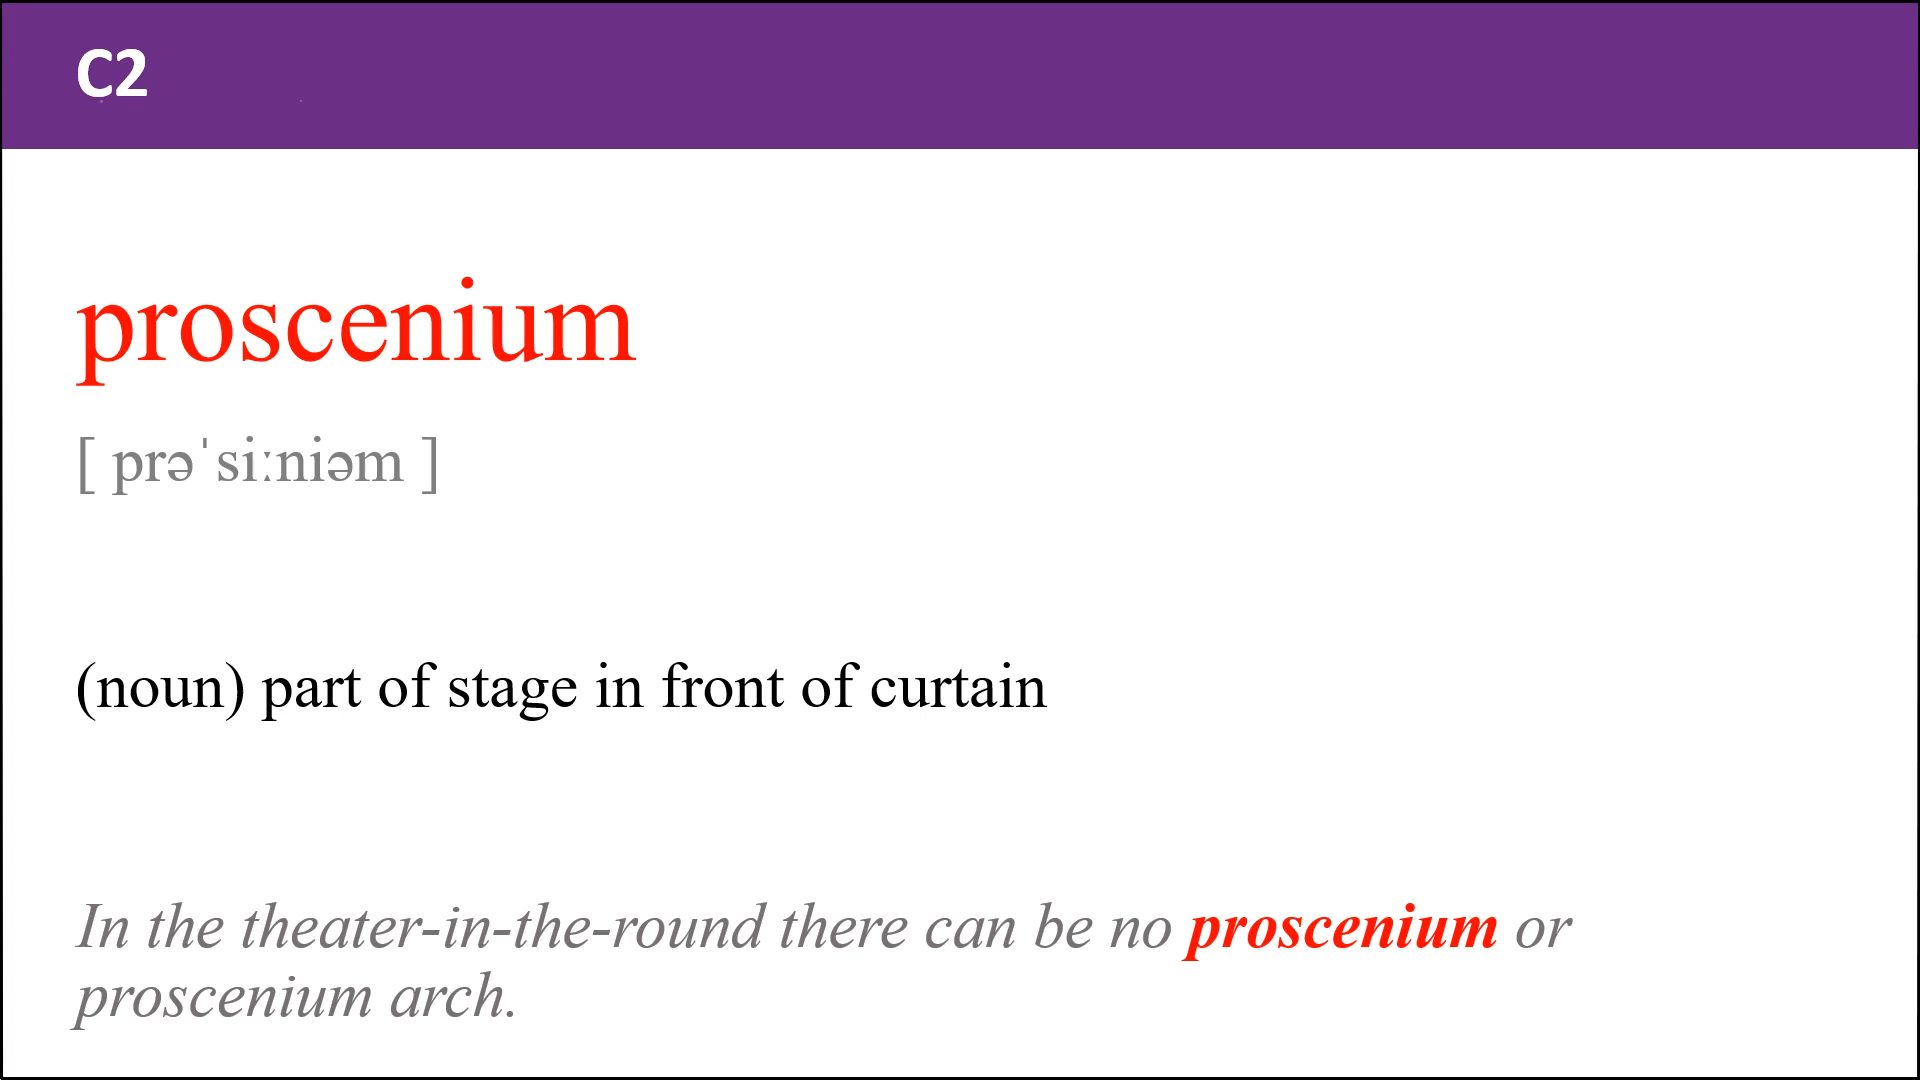 C2
proscenium
[ prəˈsiːniəm ]
(noun) part of stage in front of curtain
In the theater-in-the-round there can be no proscenium or
proscenium arch.